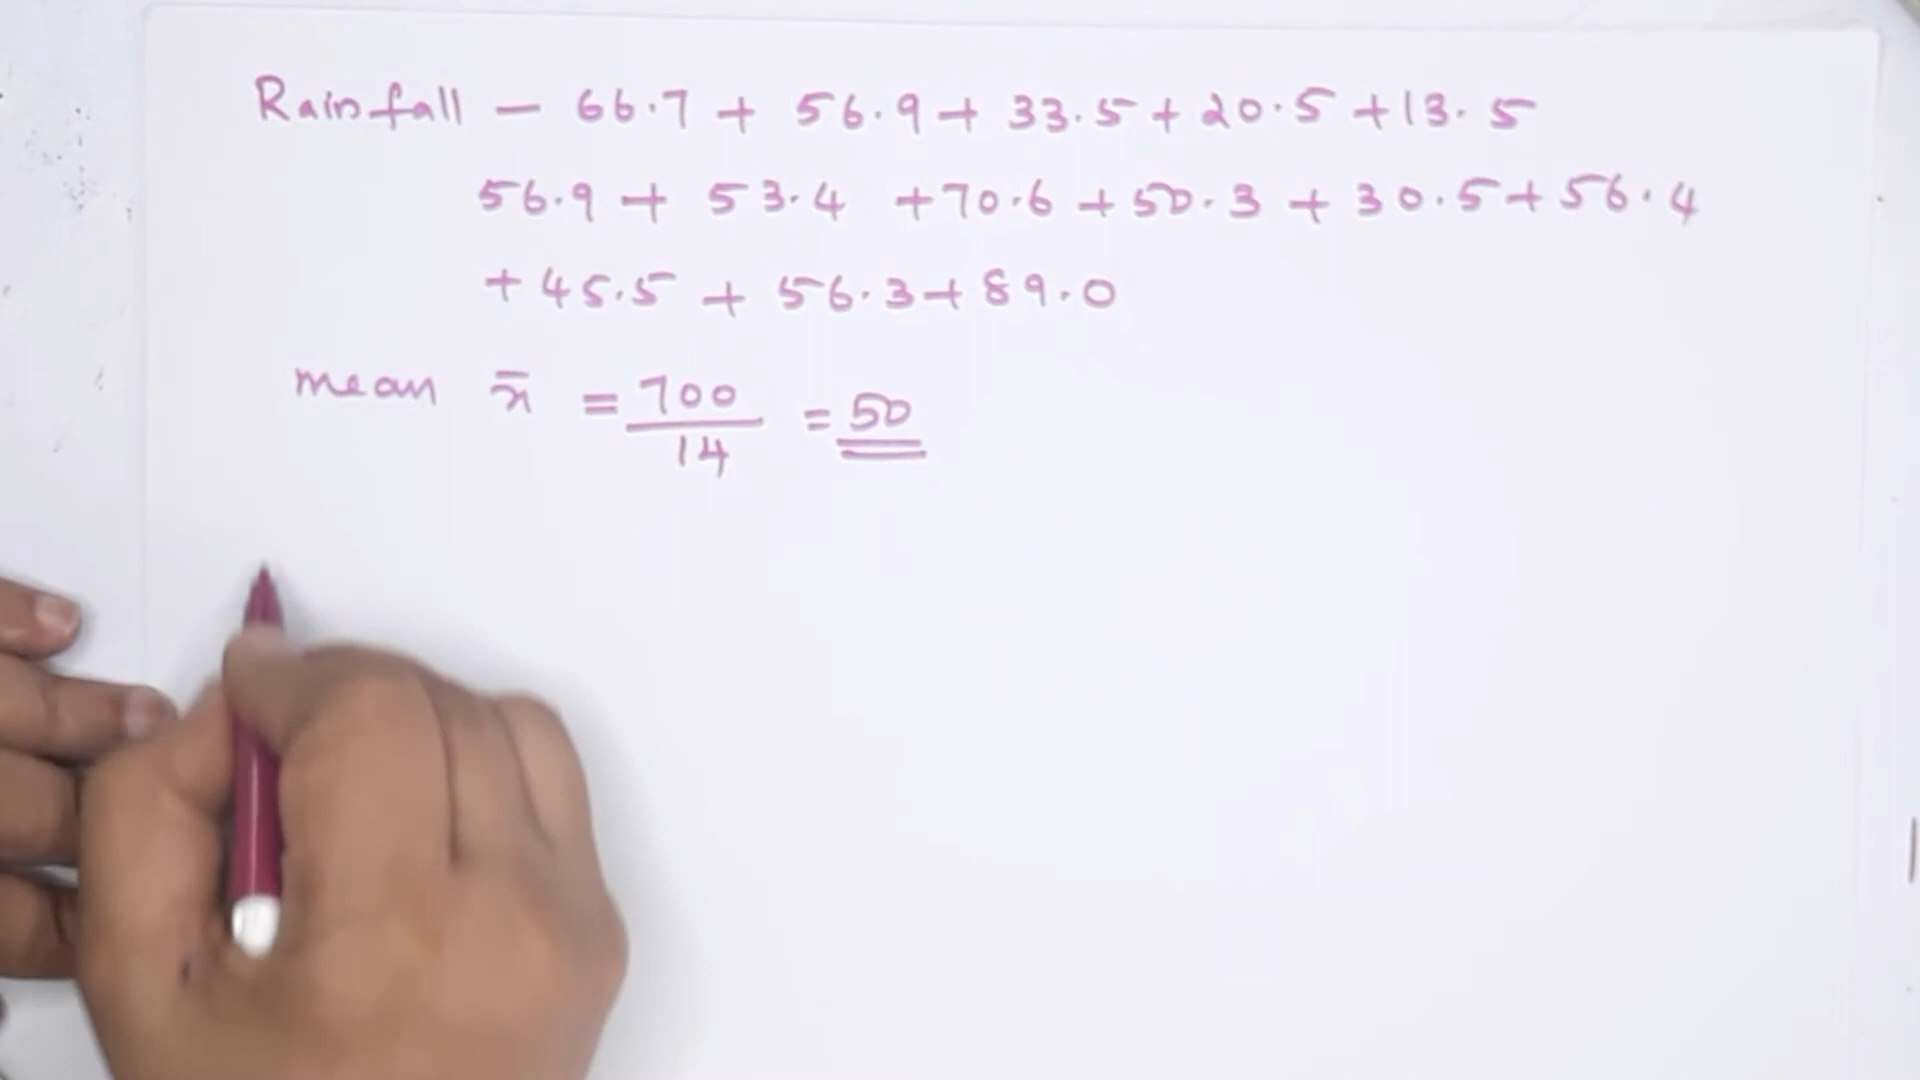 Rainfall - 66.7 + 56.9 + 33.5 + 20.5 + 13.5
56.9 + 53.4 + 70.6 + 50.3 + 30.5 + 56.4
+ 45.5 + 56.3 + 89.0
mean x̄ = 700/14 = 50